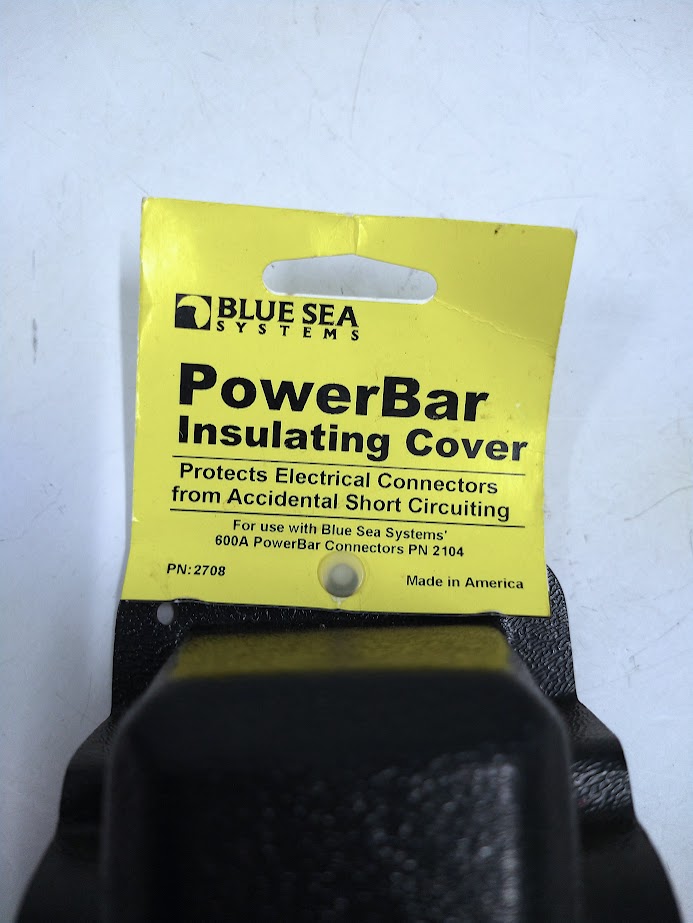 BLUE SEA
SYSTEMS
PowerBar
Insulating Cover
Protects Electrical Connectors
from Accidental Short Circuiting
For use with Blue Sea Systems'
600A PowerBar Connectors PN 2104
PN:2708
Made in America